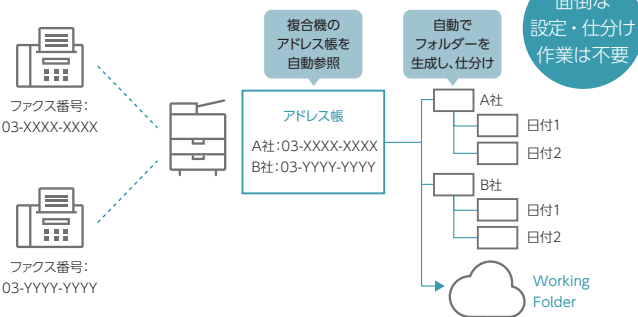 面倒な
設定・仕分け
作業は不要
複合機の
アドレス帳を
自動参照
自動で
フォルダーを
生成し、仕分け
ファクス番号：
03-XXXX-XXXX
ファクス番号：
03-YYYY-YYYY
アドレス帳
A社：03-XXXX-XXXX
B社：03-YYYY-YYYY
A社
日付1
日付2
B社
日付1
日付2
Working
Folder